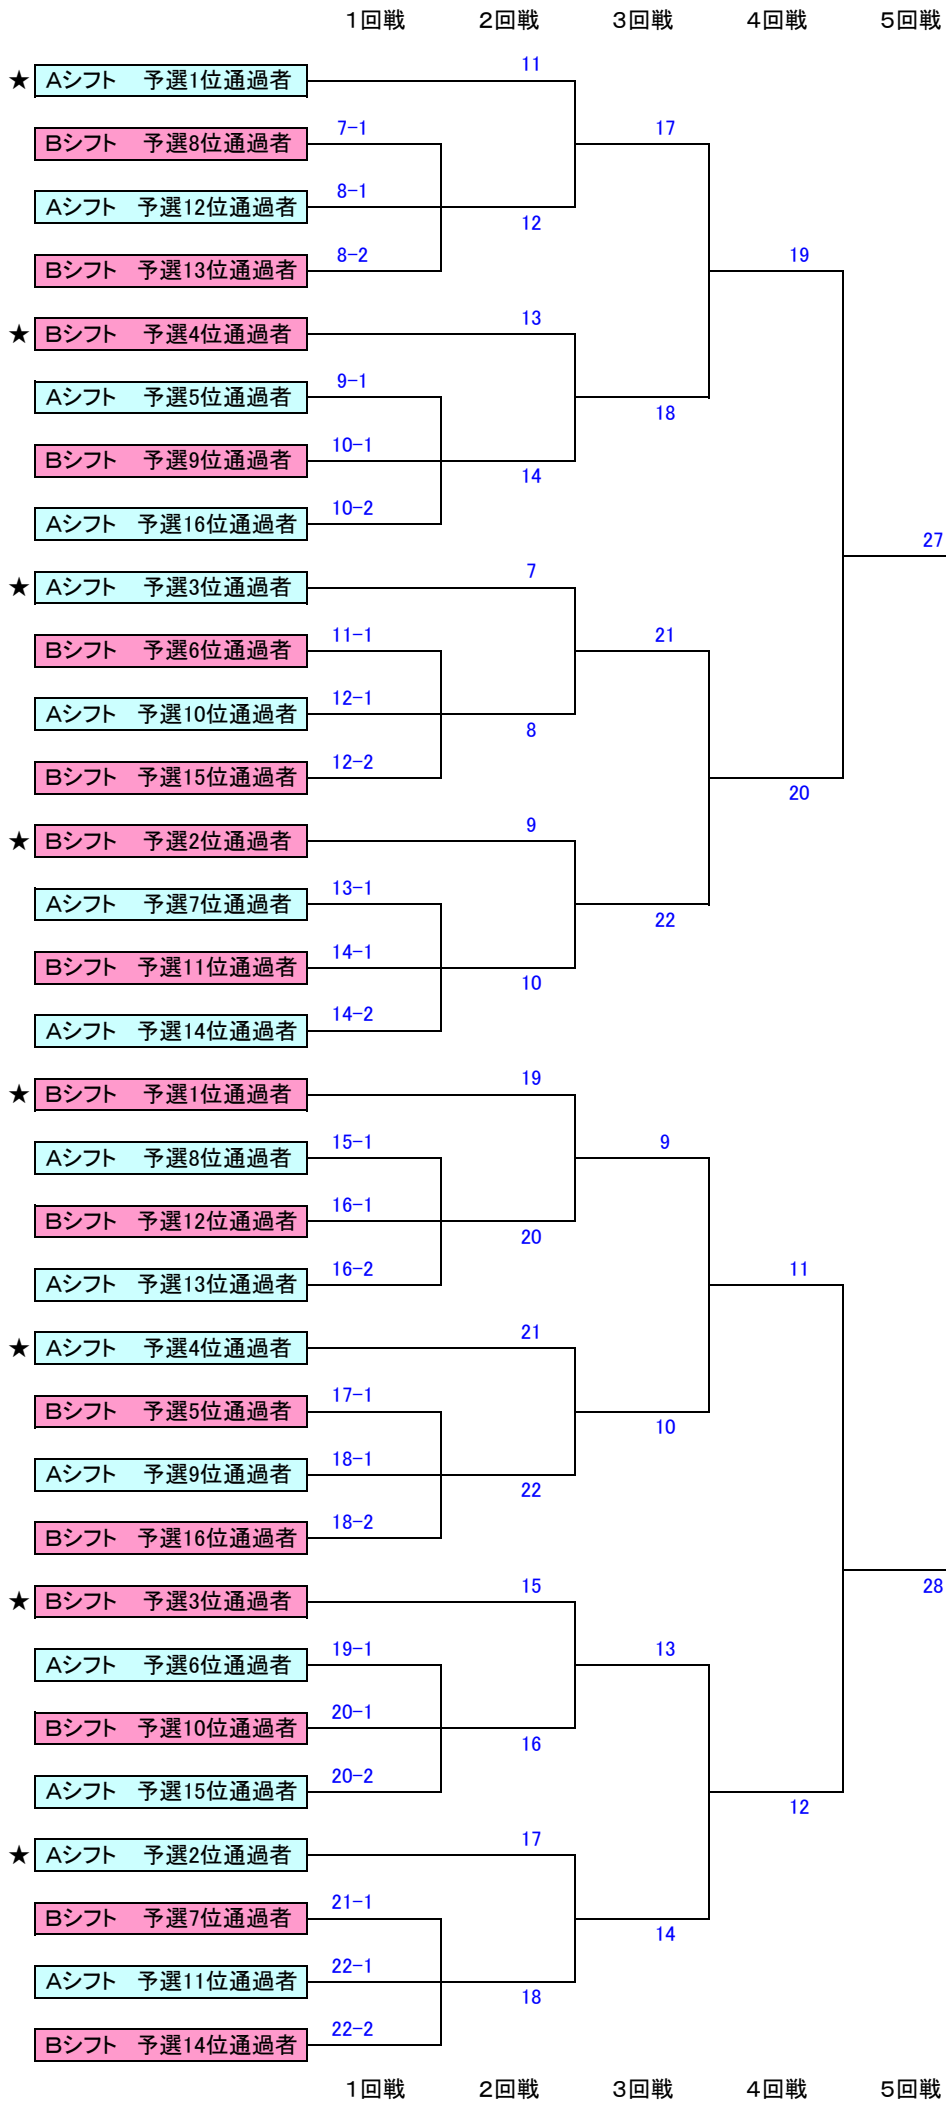 1回戦 2回戦 3回戦 4回戦 5回戦
11
★ Aシフト 予選1位通過者
7-1 17
Bシフト 予選8位通過者
8-1
Aシフト 予選12位通過者
12
8-2 19
Bシフト 予選13位通過者
13
★ Bシフト 予選4位通過者
9-1
Aシフト 予選5位通過者
18
10-1
Bシフト 予選9位通過者
14
10-2
Aシフト 予選16位通過者
27
7
★ Aシフト 予選3位通過者
11-1 21
Bシフト 予選6位通過者
12-1
Aシフト 予選10位通過者
8
12-2
Bシフト 予選15位通過者
20
9
★ Bシフト 予選2位通過者
13-1
Aシフト 予選7位通過者
22
14-1
Bシフト 予選11位通過者
10
14-2
Aシフト 予選14位通過者
19
★ Bシフト 予選1位通過者
15-1 9
Aシフト 予選8位通過者
16-1
Bシフト 予選12位通過者
20
16-2 11
Aシフト 予選13位通過者
21
★ Aシフト 予選4位通過者
17-1
Bシフト 予選5位通過者
10
18-1
Aシフト 予選9位通過者
22
18-2
Bシフト 予選16位通過者
15 28
★ Bシフト 予選3位通過者
19-1 13
Aシフト 予選6位通過者
20-1
Bシフト 予選10位通過者
16
20-2
Aシフト 予選15位通過者
12
17
★ Aシフト 予選2位通過者
21-1
Bシフト 予選7位通過者
14
22-1
Aシフト 予選11位通過者
18
22-2
Bシフト 予選14位通過者
1回戦 2回戦 3回戦 4回戦 5回戦